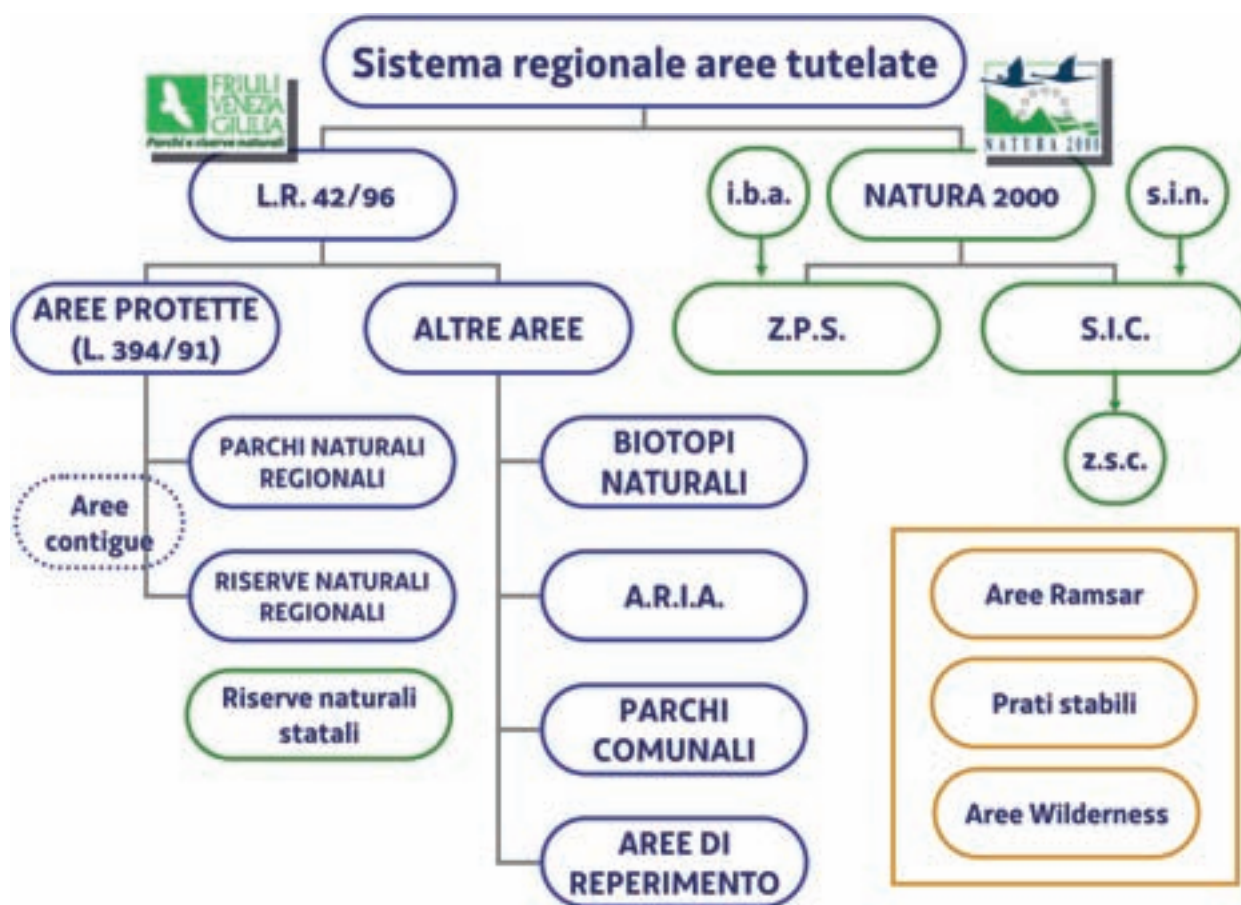 Sistema regionale aree tutelate
FRIULI
VENEZIA
GIULIA
Parchi e riserve naturali
NATURA 2000
L.R. 42/96
i.b.a.
NATURA 2000
s.i.n.
AREE PROTETTE
(L. 394/91)
ALTRE AREE
Z.P.S.
S.I.C.
PARCHI NATURALI
REGIONALI
BIOTOPI
NATURALI
z.s.c.
Aree
contigue
RISERVE NATURALI
REGIONALI
A.R.I.A.
Aree Ramsar
Riserve naturali
statali
PARCHI
COMUNALI
Prati stabili
Aree Wilderness
AREE DI
REPERIMENTO